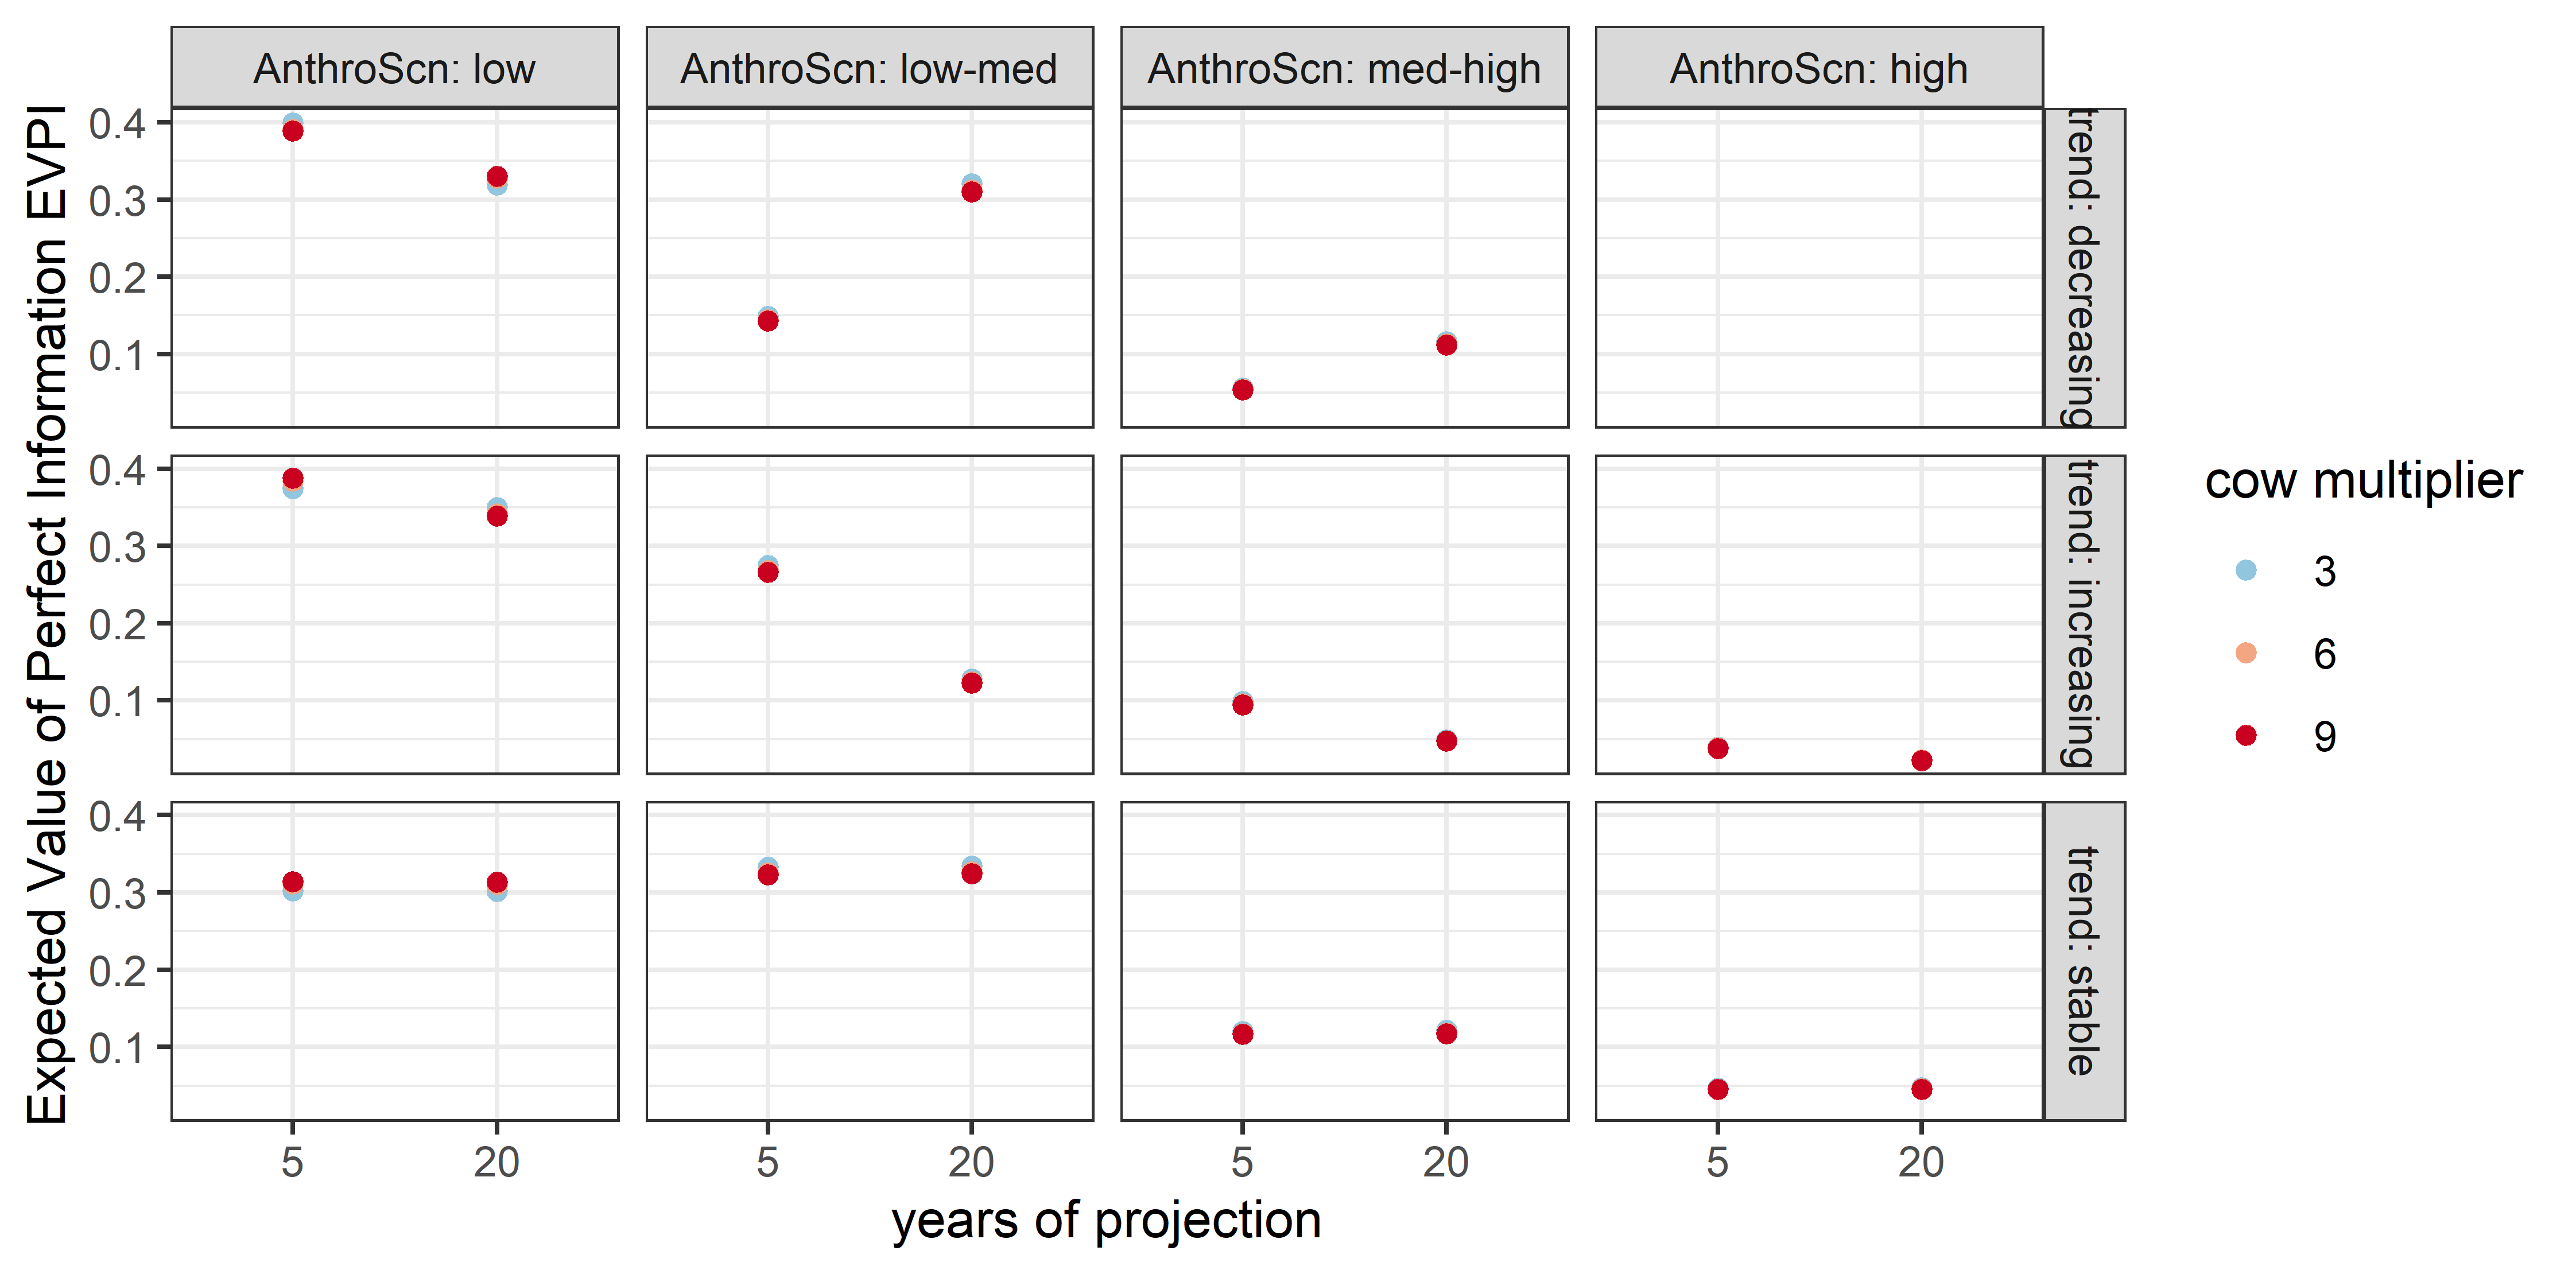 AnthroScn: low
AnthroScn: low-med
AnthroScn: med-high
AnthroScn: high
Expected Value of Perfect Information EVPI
0.4
0.3
0.2
0.1
trend: decreasing
0.4
0.3
0.2
0.1
trend: increasing
0.4
0.3
0.2
0.1
trend: stable
5
20
5
20
5
20
5
20
years of projection
cow multiplier
3
6
9